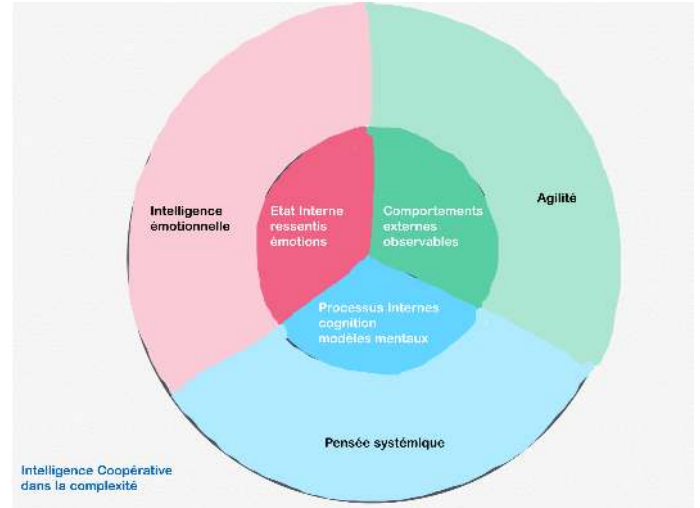 Intelligence
émotionnelle
Etat Interne
ressentis
émotions
Comportements
externes
observables
Agilité
Processus Internes
cognition
modèles mentaux
Pensée systémique
Intelligence Coopérative
dans la complexité